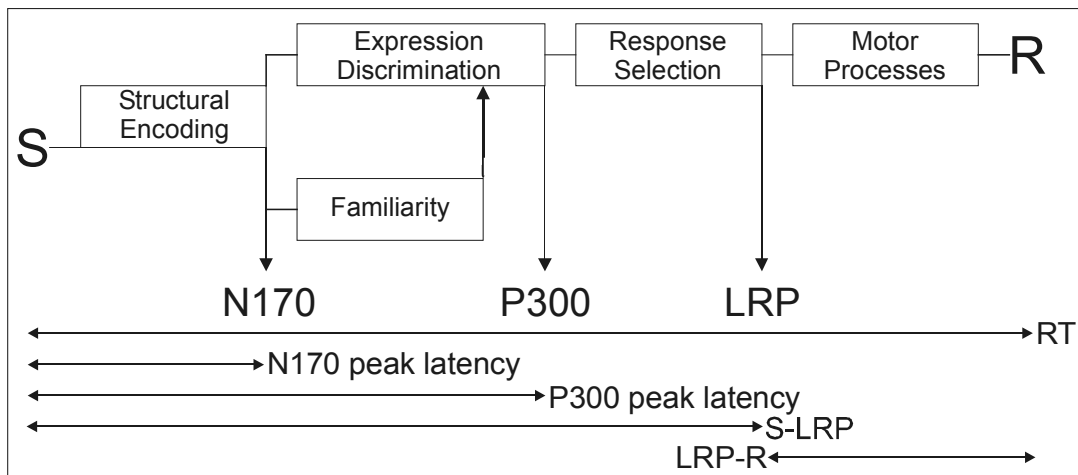 Expression
Discrimination
Response
Selection
Motor
Processes
R
Structural
Encoding
S
Familiarity
N170
P300
LRP
RT
N170 peak latency
P300 peak latency
S-LRP
LRP-R